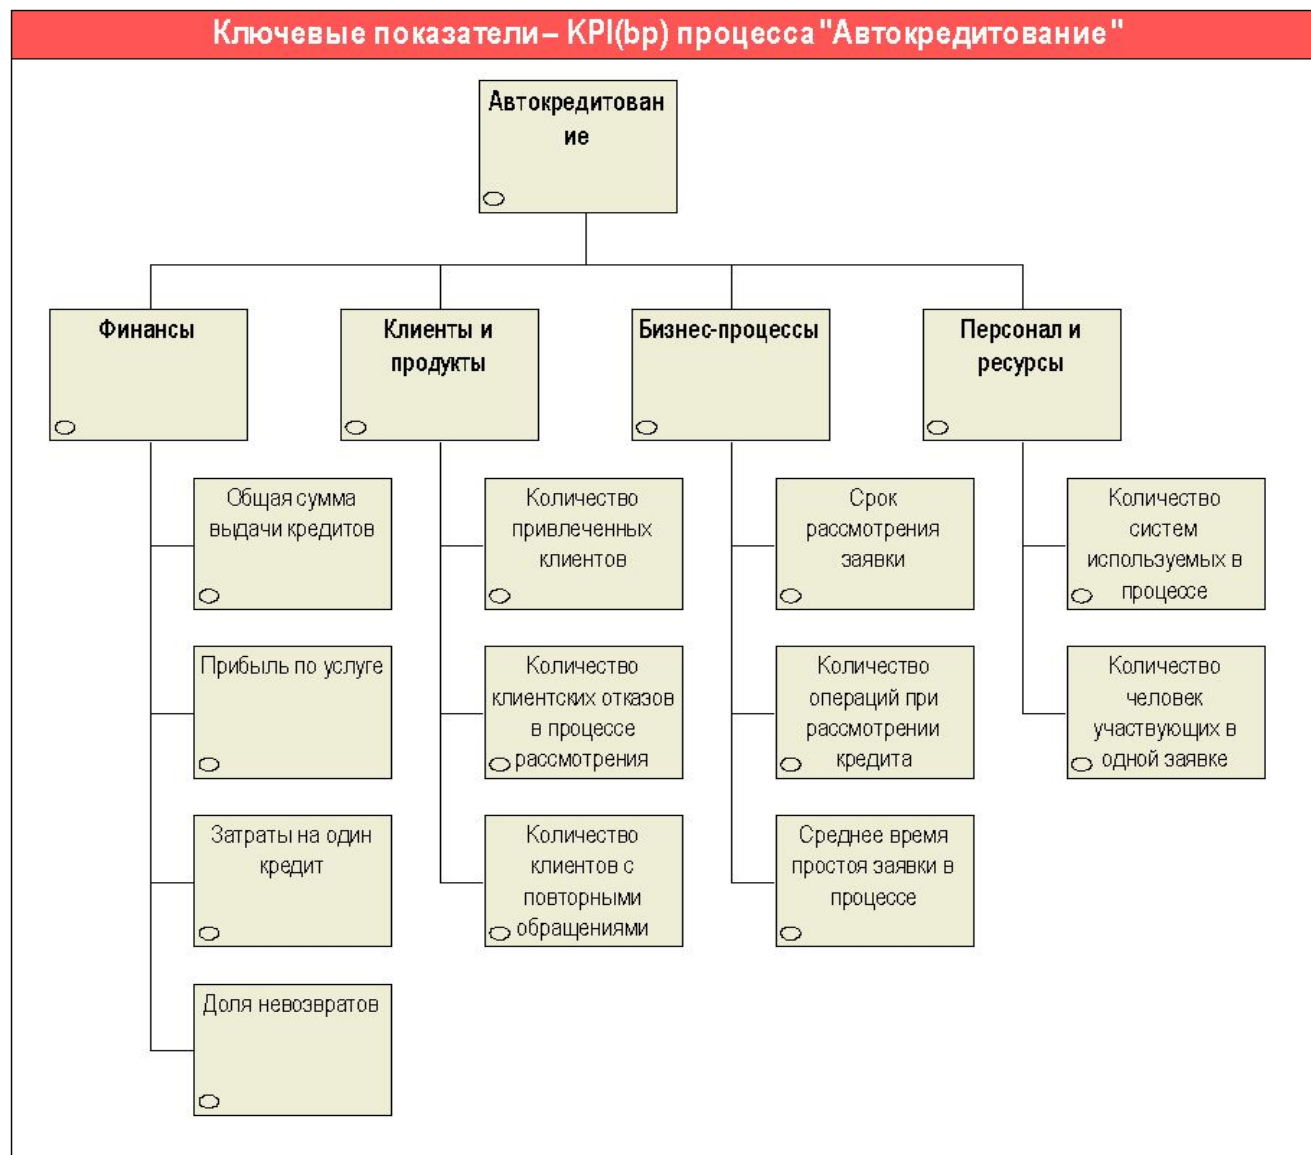 Ключевые показатели– KPI(bp) процесса "Автокредитование"
Автокредитован
ие
Финансы
Клиенты и
продукты
Бизнес-процессы
Персонал и
ресурсы
Общая сумма
выдачи кредитов
Количество
привлеченных
клиентов
Срок
рассмотрения
заявки
Количество
систем
используемых в
процессе
Прибыль по услуге
Количество
клиентских отказов
в процессе
рассмотрения
Количество
операций при
рассмотрении
кредита
Количество
человек
участвующих в
одной заявке
Затраты на один
кредит
Количество
клиентов с
повторными
обращениями
Среднее время
простоя заявки в
процессе
Доля невозвратов